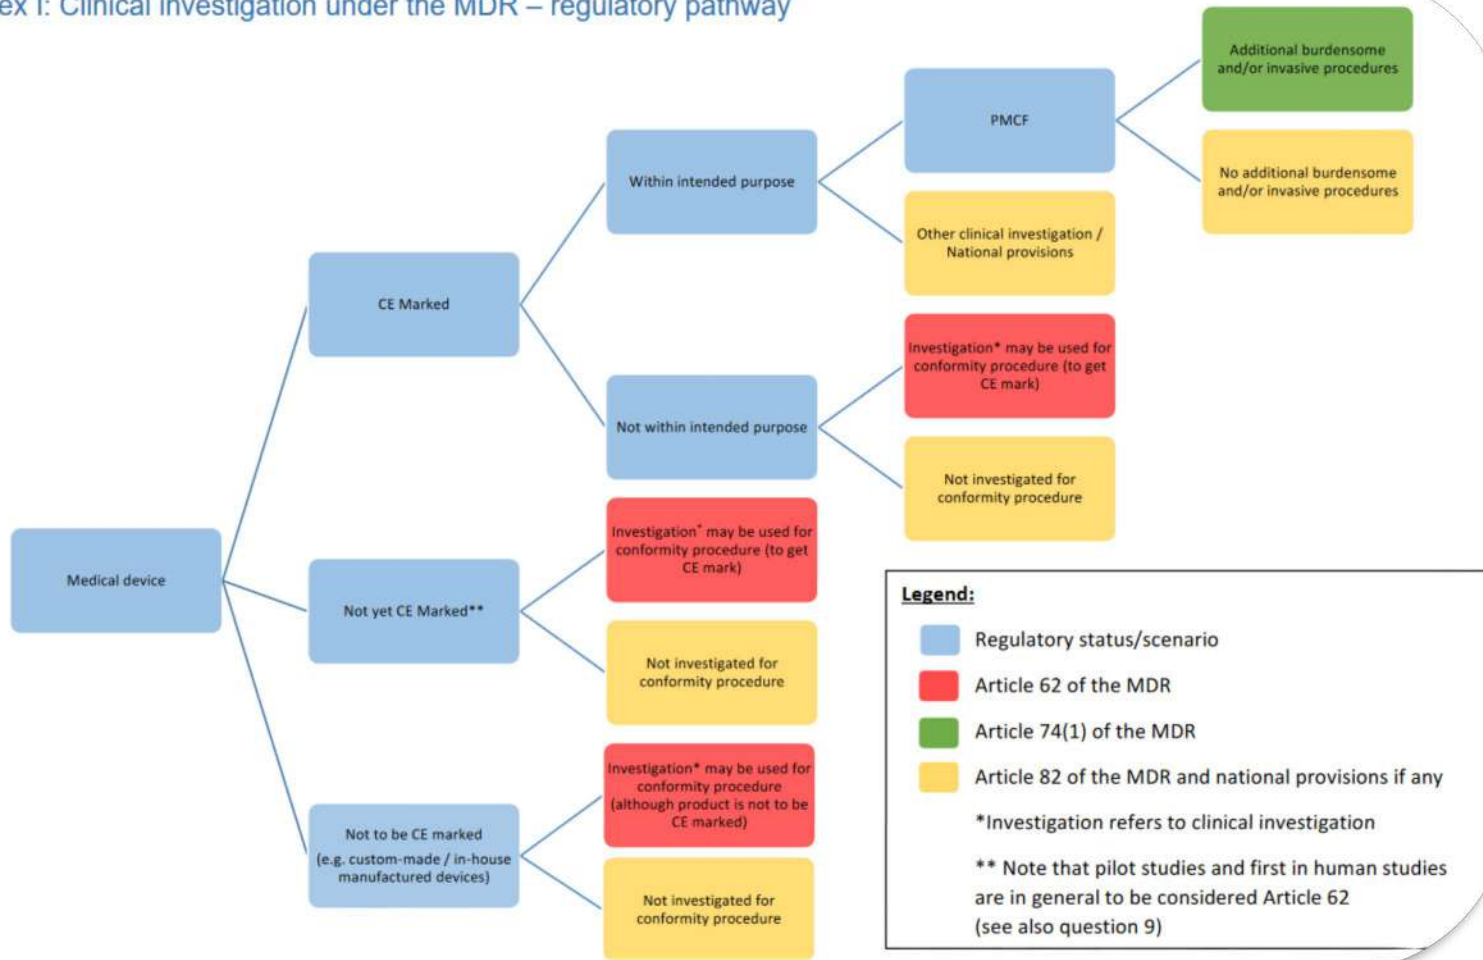 ex I: Clinical investigation under the MDR – regulatory pathway
Additional burdensome
and/or invasive procedures
PMCF
No additional burdensome
and/or invasive procedures
Within intended purpose
Other clinical investigation /
National provisions
CE Marked
Investigation* may be used for
conformity procedure (to get
CE mark)
Not within intended purpose
Not investigated for
conformity procedure
Medical device
Investigation* may be used for
conformity procedure (to get
CE mark)
Not yet CE Marked**
Not investigated for
conformity procedure
Investigation* may be used for
conformity procedure
(although product is not to be
CE marked)
Not to be CE marked
(e.g. custom-made / in-house
manufactured devices)
Not investigated for
conformity procedure
Legend:
Regulatory status/scenario
Article 62 of the MDR
Article 74(1) of the MDR
Article 82 of the MDR and national provisions if any
*Investigation refers to clinical investigation
** Note that pilot studies and first in human studies
are in general to be considered Article 62
(see also question 9)